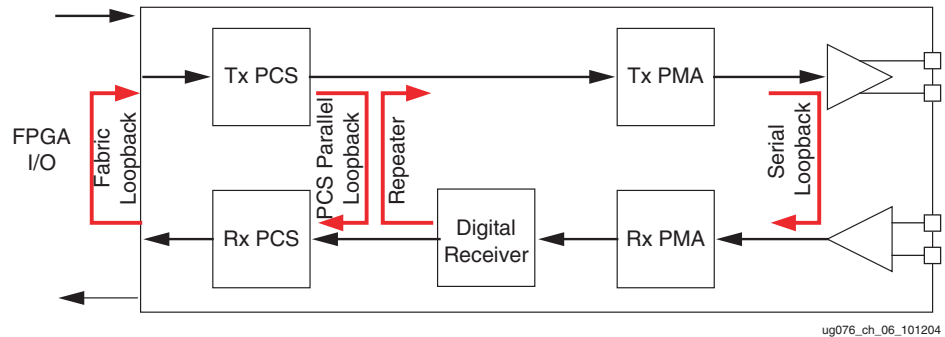 Tx PCS
Tx PMA
FPGA
I/O
Fabric
Loopback
PCS Parallel
Loopback
Repeater
Serial
Loopback
Rx PCS
Digital
Receiver
Rx PMA
ug076_ch_06_101204